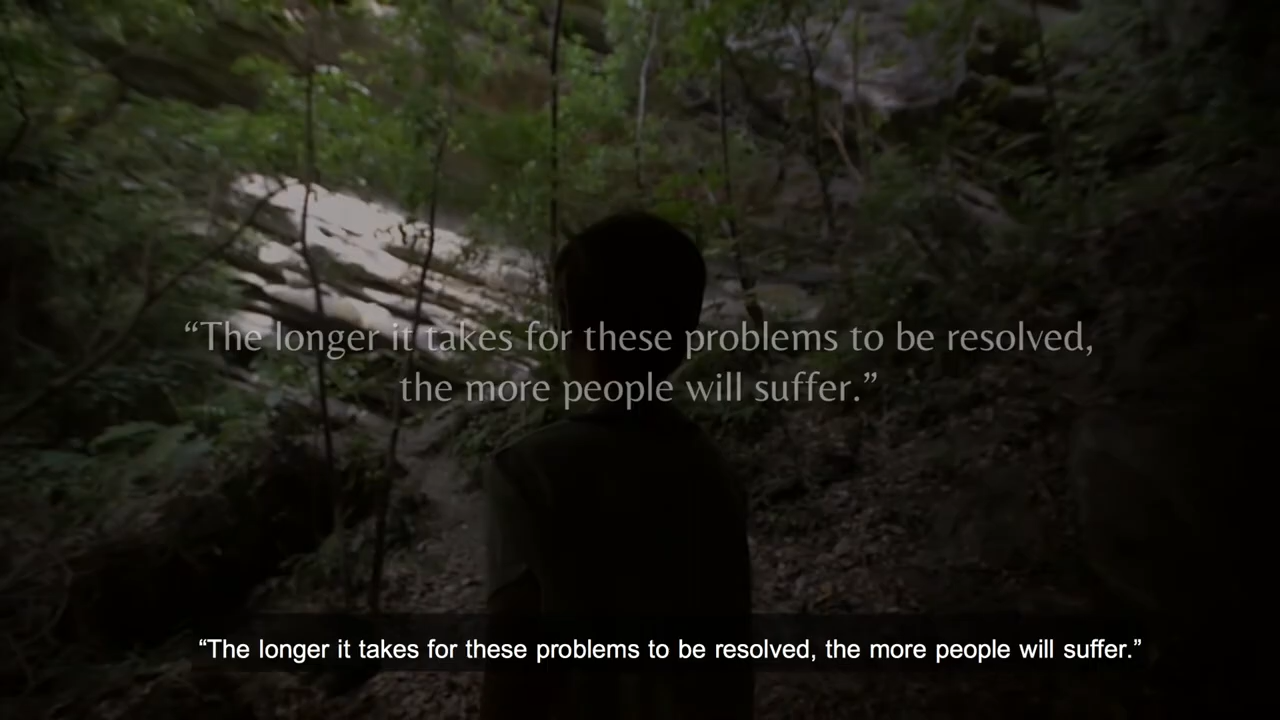 “The longer it takes for these problems to be resolved,
the more people will suffer.”
“The longer it takes for these problems to be resolved, the more people will suffer.”